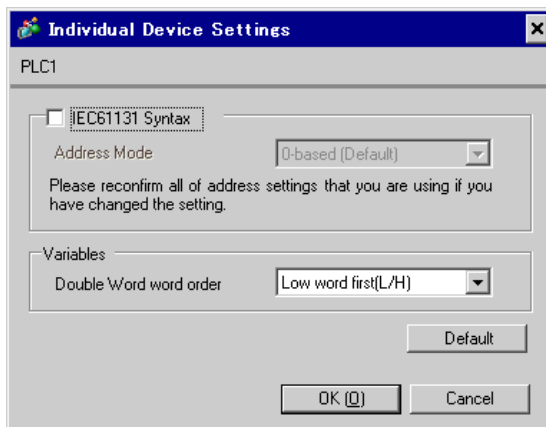 Individual Device Settings
PLC1
IEC61131 Syntax
Address Mode 0-based (Default)
Please reconfirm all of address settings that you are using if you
have changed the setting.
Variables
Double Word word order Low word first(L/H)
Default
OK (O) Cancel